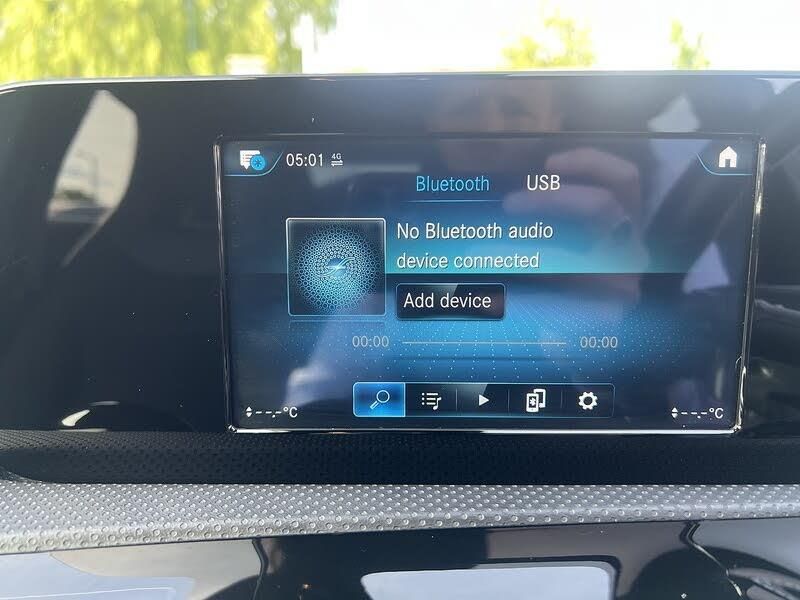 05:01 4G
Bluetooth USB
No Bluetooth audio
device connected
Add device
00:00 00:00
--.-°C --.-°C